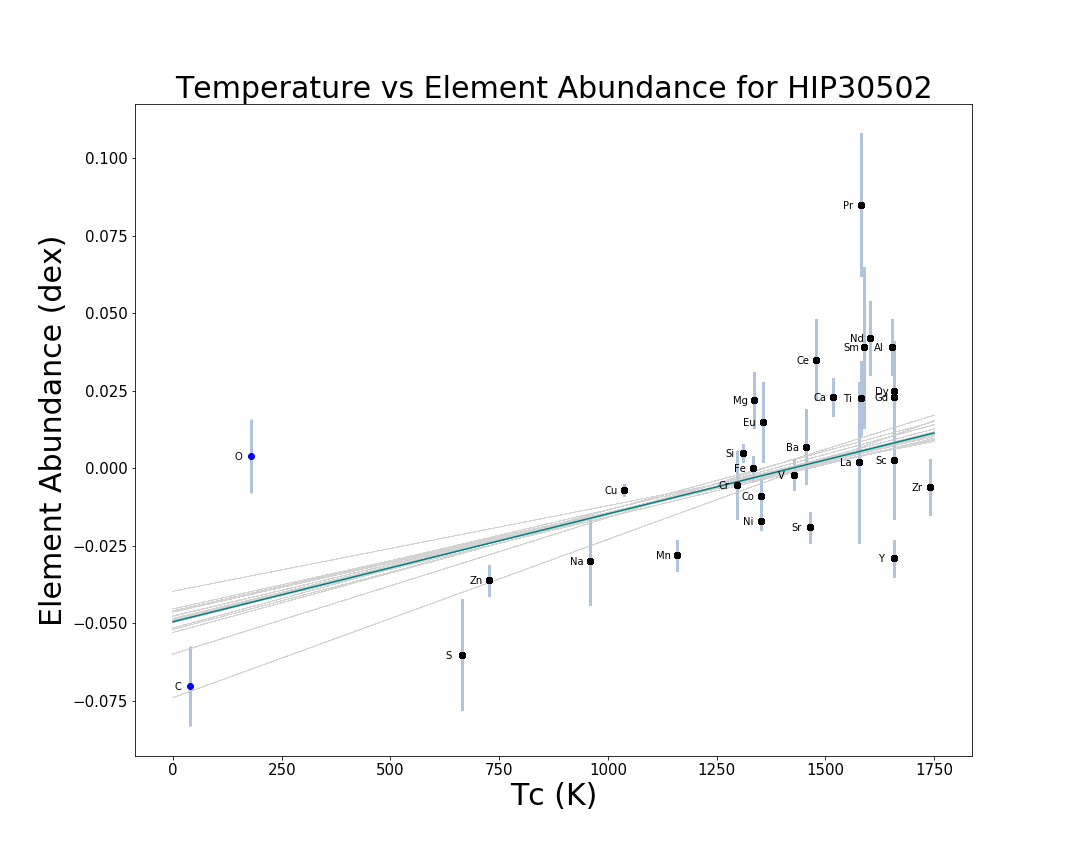 Temperature vs Element Abundance for HIP30502
Element Abundance (dex)
0.100
0.075
0.050
0.025
0.000
−0.025
−0.050
−0.075
Pr
Nd
Sm
Al
Ce
Dy
Ca
Ti
Gd
Mg
Eu
Ba
Si
La
Sc
Fe
V
O
Cr
Zr
Cu
Co
Ni
Sr
Mn
Y
Na
Zn
S
C
0
250
500
750
1000
1250
1500
1750
Tc (K)